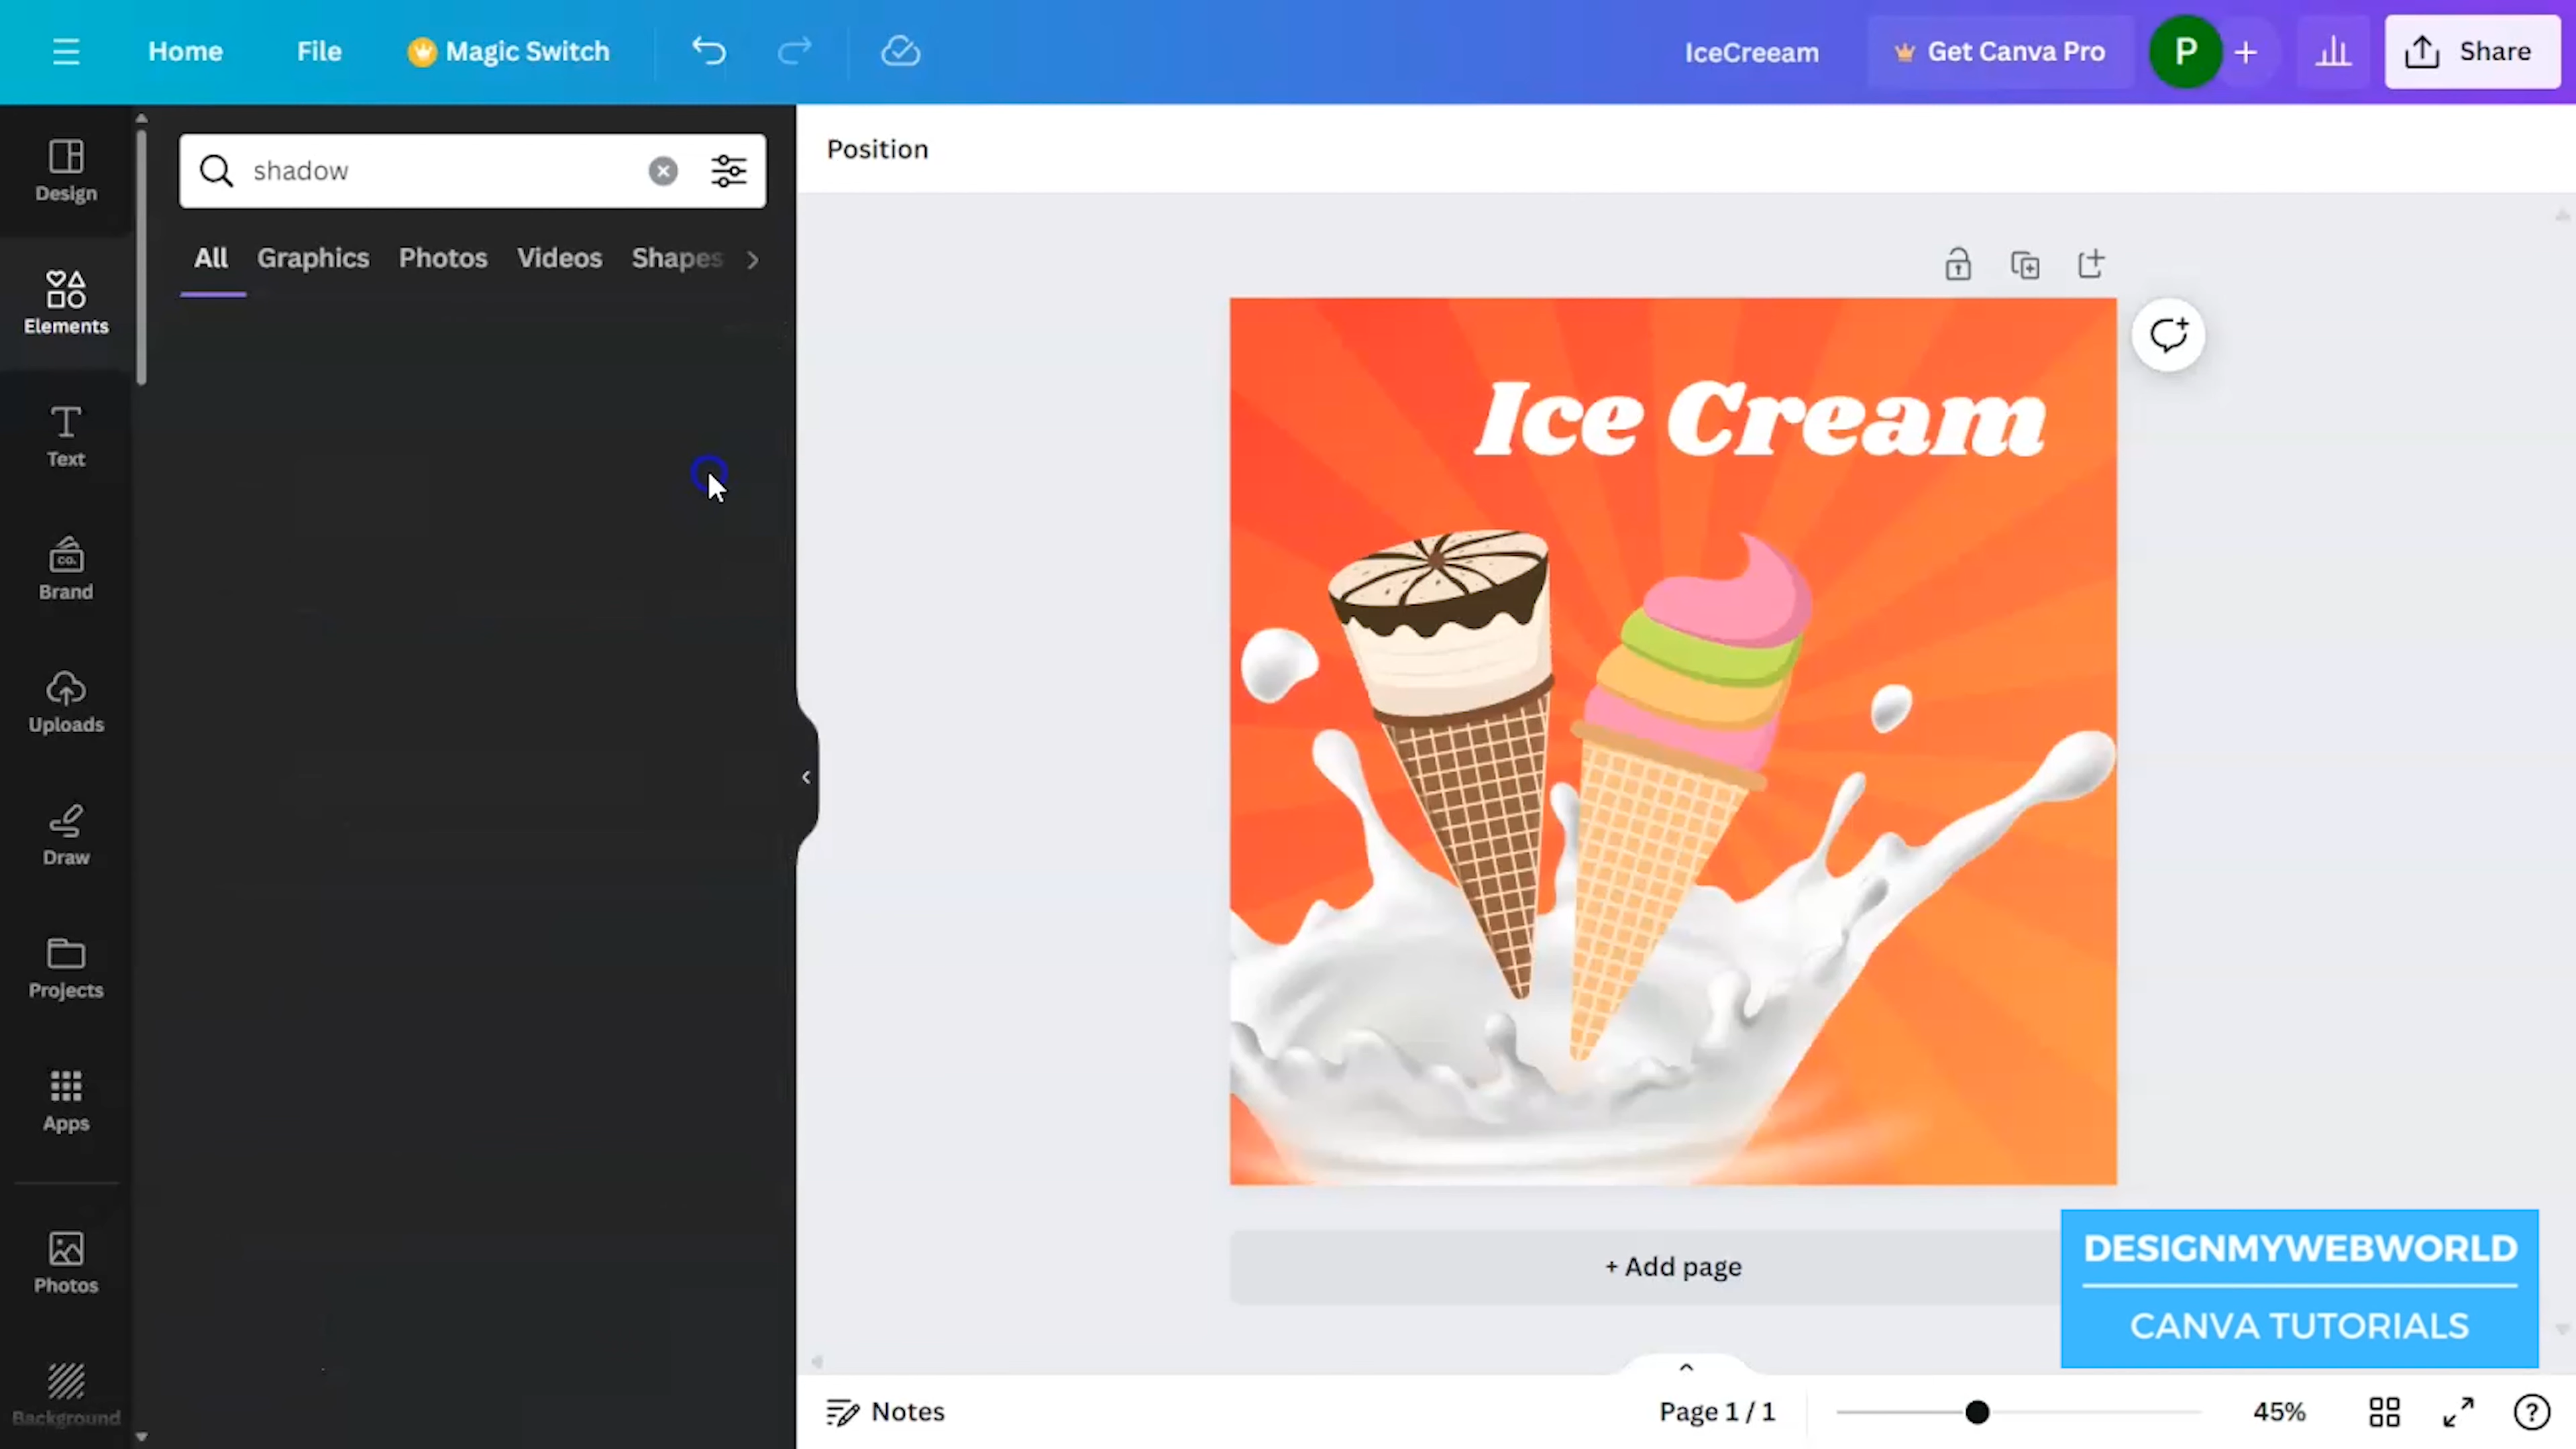 Home
File
Magic Switch
IceCreeam
Get Canva Pro
P
Share
shadow
Position
Design
All
Graphics
Photos
Videos
Shapes
Elements
Text
Ice Cream
CO.
Brand
Uploads
Draw
Projects
Apps
Photos
Background
+ Add page
DESIGNMYWEBWORLD
CANVA TUTORIALS
Notes
Page 1 / 1
45%